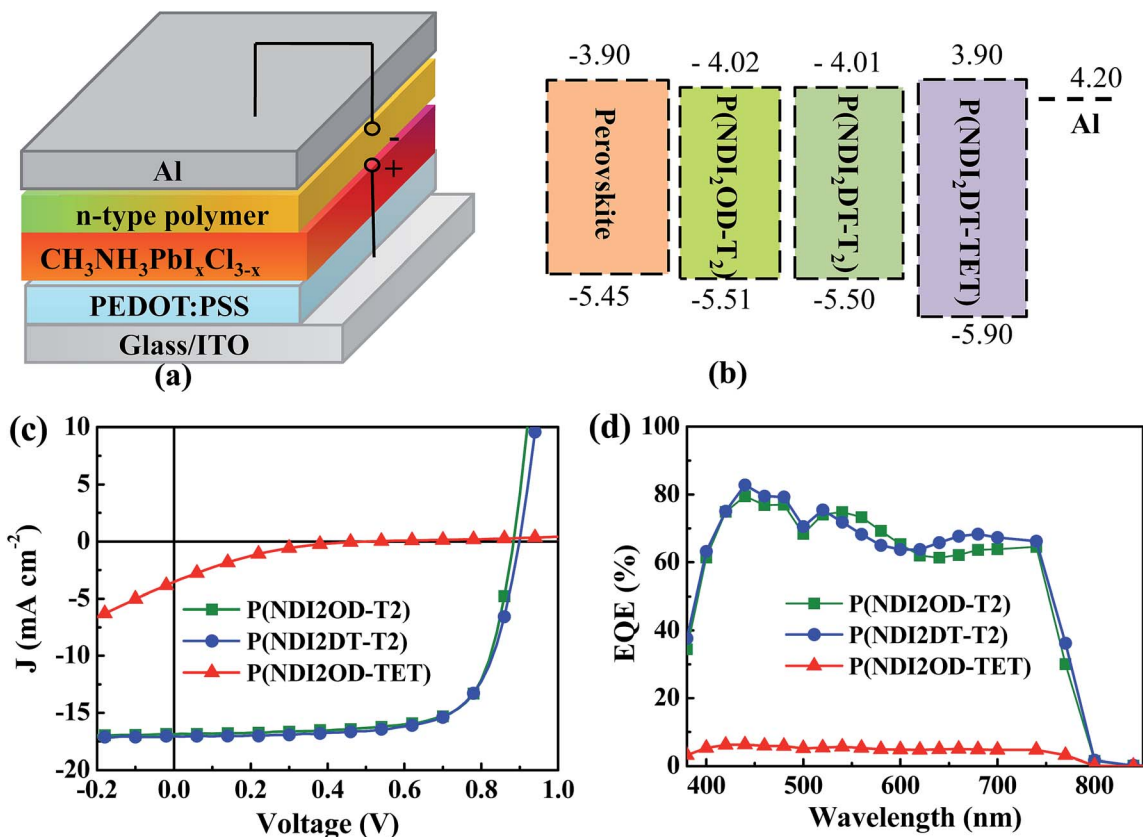 Al
-
+
n-type polymer
CH₃NH₃PbIₓCl₃₋ₓ
PEDOT:PSS
Glass/ITO
(a)
-3.90
- 4.02
- 4.01
3.90
4.20
Perovskite
P(NDI₂OD-T₂)
P(NDI₂DT-T₂)
P(NDI₂DT-TET)
Al
-5.45
-5.51
-5.50
-5.90
(b)
(c)
J (mA cm⁻²)
10
5
0
-5
-10
-15
-20
P(NDI2OD-T2)
P(NDI2DT-T2)
P(NDI2OD-TET)
-0.2 0.0 0.2 0.4 0.6 0.8 1.0
Voltage (V)
(d)
EQE (%)
100
80
60
40
20
0
P(NDI2OD-T2)
P(NDI2DT-T2)
P(NDI2OD-TET)
400 500 600 700 800
Wavelength (nm)